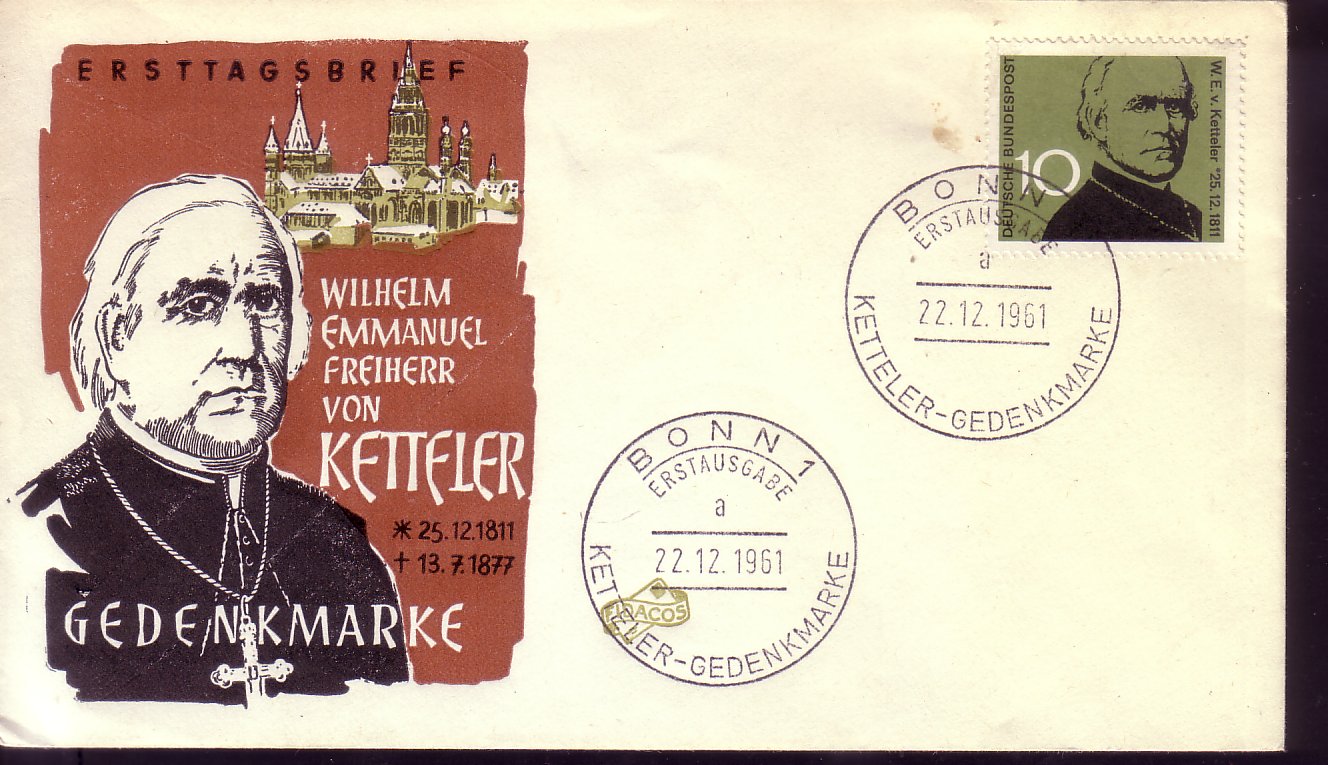 ERSTTAGSBRIEF
WILHELM
EMMANUEL
FREIHERR
VON
KETTELER
* 25.12.1811
† 13.7.1877
GEDENKMARKE
DEUTSCHE BUNDESPOST
10
W. E. v. Ketteler *25.12.1811
BONN 1
ERSTAUSGABE
a
22.12.1961
KETTELER-GEDENKMARKE
BONN
ERSTAUSGABE
a
22.12.1961
KETTELER-GEDENKMARKE